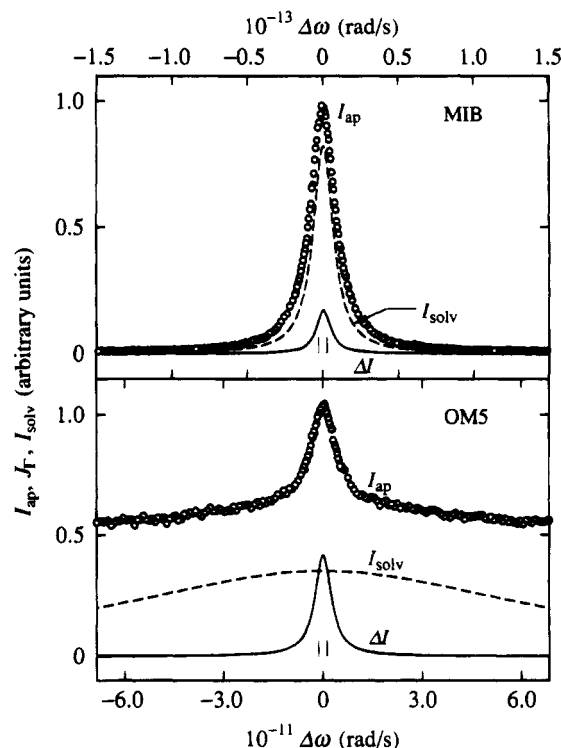 10⁻¹³ Δω (rad/s)
−1.5 −1.0 −0.5 0 0.5 1.0 1.5
1.0
I_ap
MIB
0.5
I_solv
0
ΔI
I_ap, J_Γ, I_solv (arbitrary units)
1.0
OM5
I_ap
0.5
I_solv
ΔI
0
−6.0 −3.0 0 3.0 6.0
10⁻¹¹ Δω (rad/s)